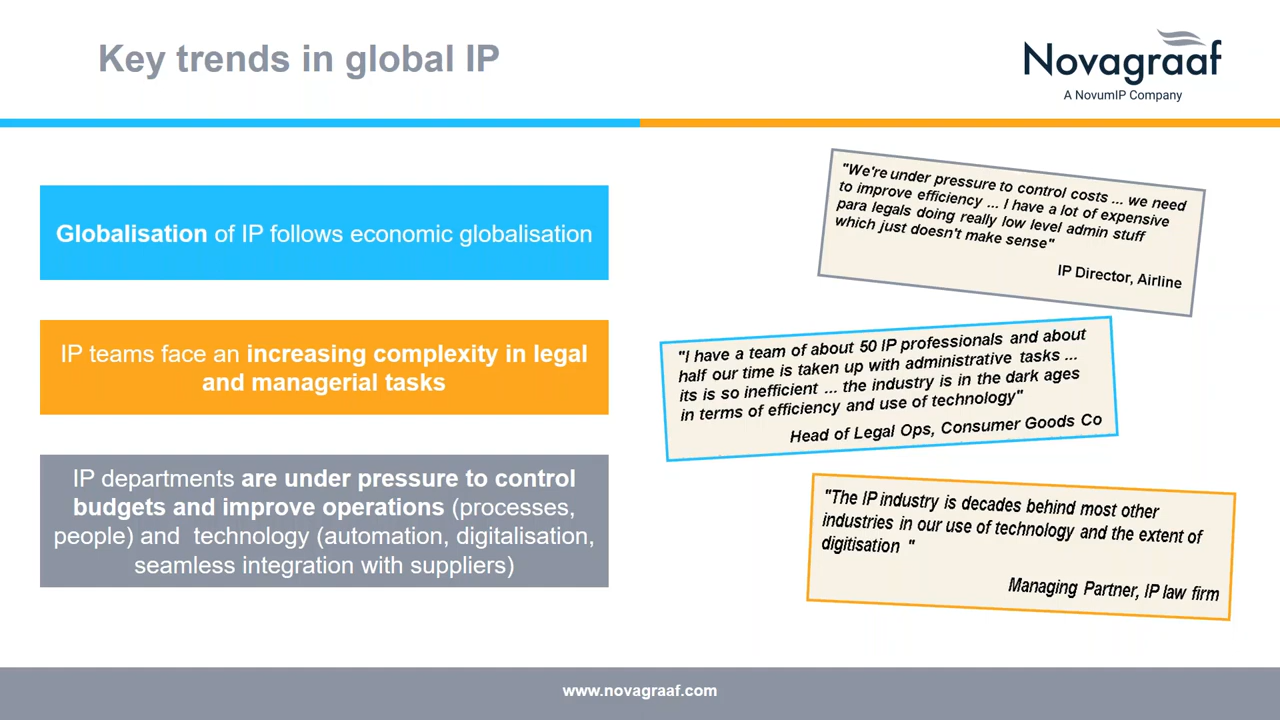 Key trends in global IP
Novagraaf
A NovumIP Company
Globalisation of IP follows economic globalisation
IP teams face an increasing complexity in legal
and managerial tasks
IP departments are under pressure to control
budgets and improve operations (processes,
people) and technology (automation, digitalisation,
seamless integration with suppliers)
"We're under pressure to control costs ... we need
to improve efficiency ... I have a lot of expensive
para legals doing really low level admin stuff
which just doesn't make sense"
IP Director, Airline
"I have a team of about 50 IP professionals and about
half our time is taken up with administrative tasks ...
its is so inefficient ... the industry is in the dark ages
in terms of efficiency and use of technology"
Head of Legal Ops, Consumer Goods Co
"The IP industry is decades behind most other
industries in our use of technology and the extent of
digitisation "
Managing Partner, IP law firm
www.novagraaf.com